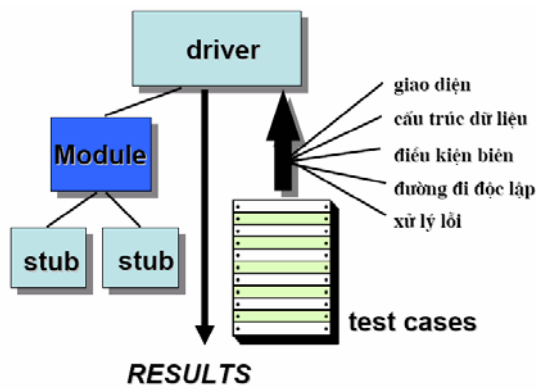 driver
giao diện
cấu trúc dữ liệu
điều kiện biên
đường đi độc lập
xử lý lỗi
Module
stub
stub
test cases
RESULTS